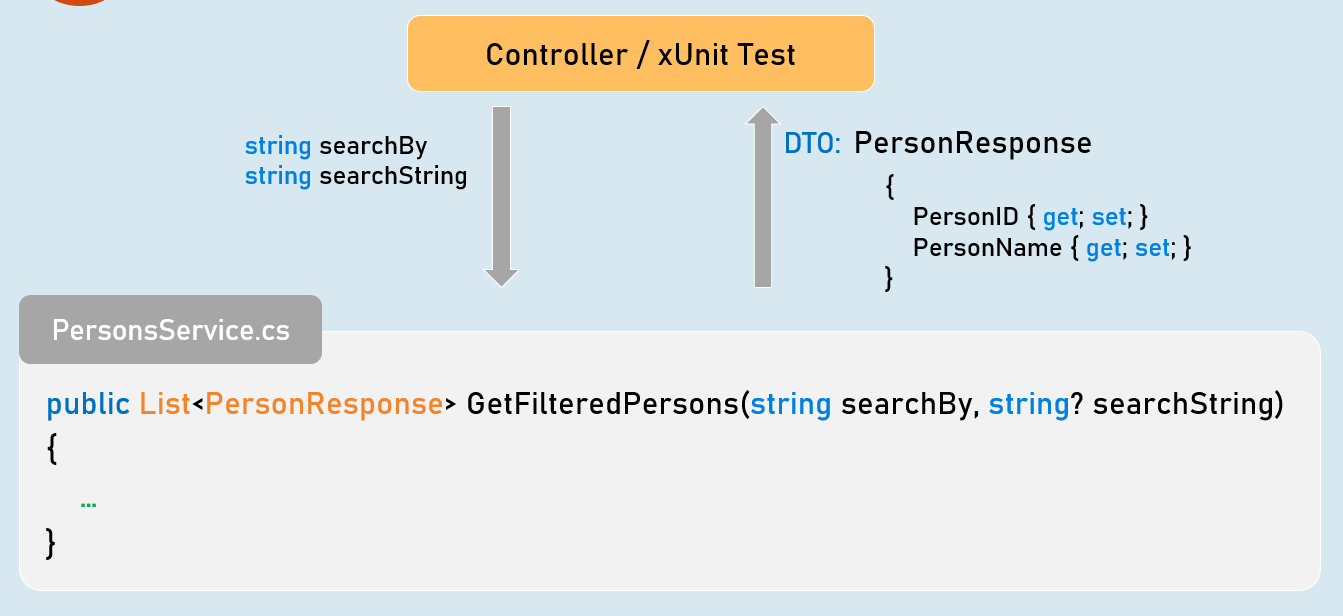 Controller / xUnit Test
string searchBy
string searchString
DTO: PersonResponse
{
PersonID { get; set; }
PersonName { get; set; }
}
PersonsService.cs
public List<PersonResponse> GetFilteredPersons(string searchBy, string? searchString)
{
...
}